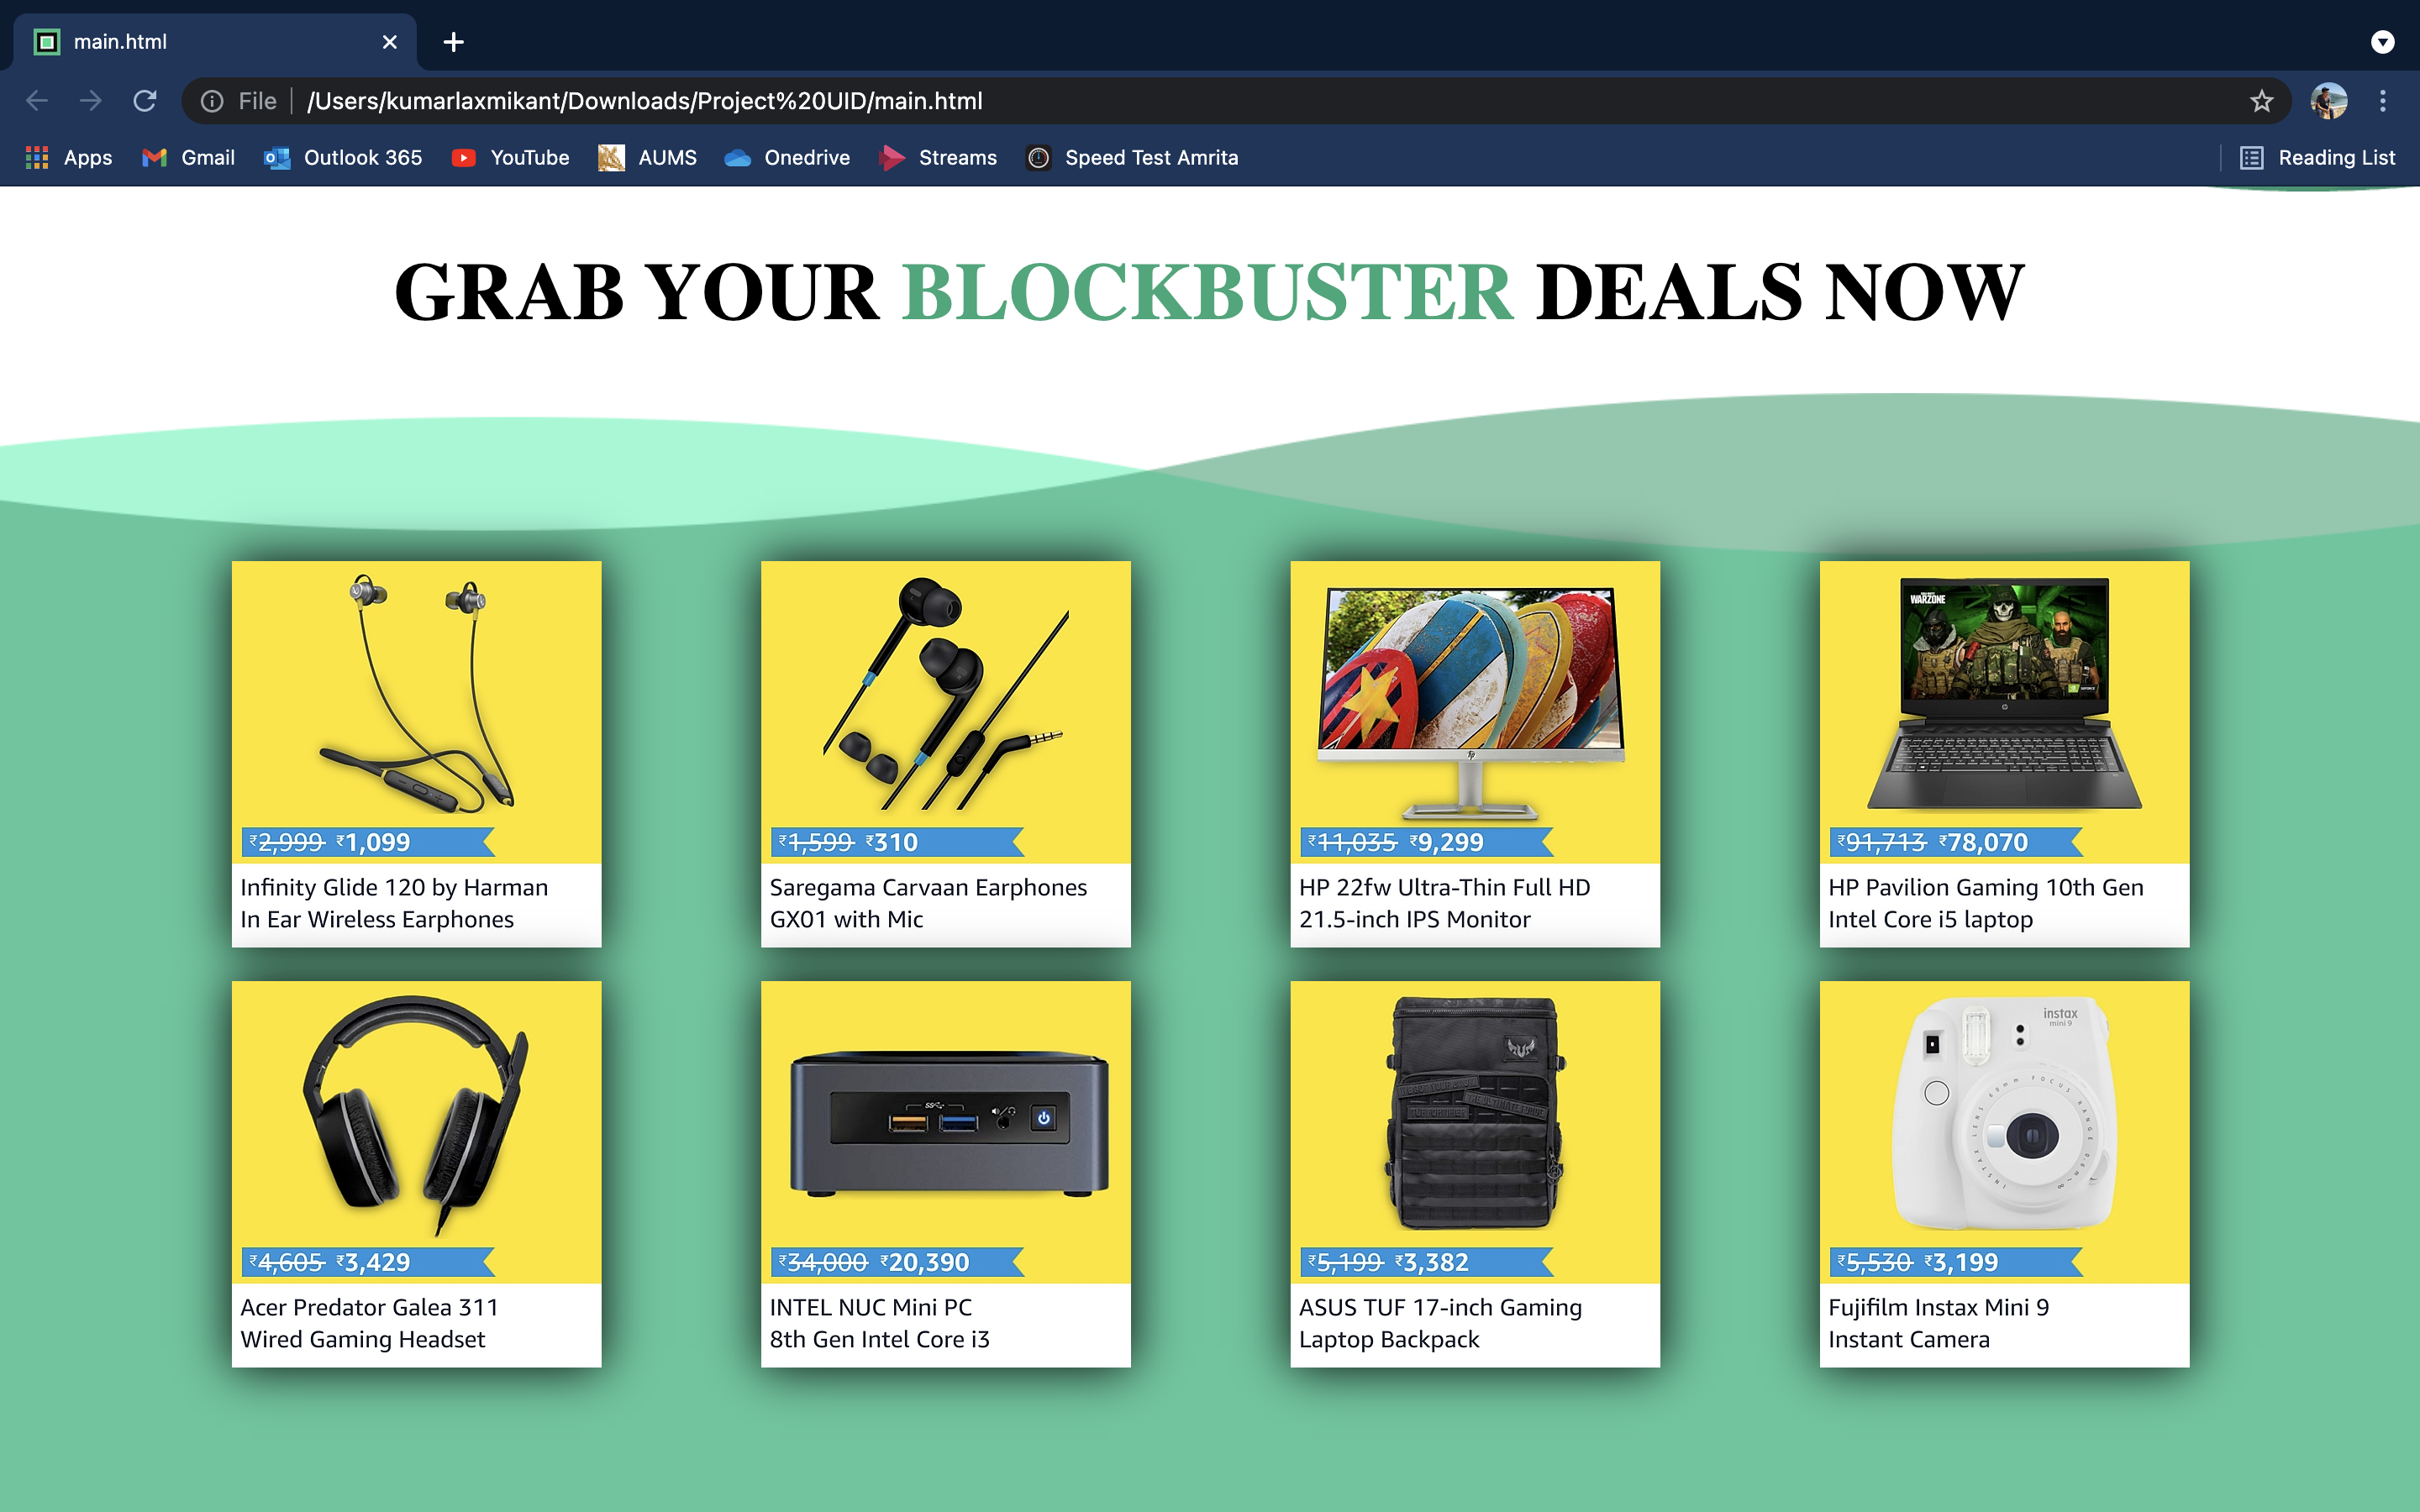 main.html
File
/Users/kumarlaxmikant/Downloads/Project%20UID/main.html
Apps
Gmail
Outlook 365
YouTube
AUMS
Onedrive
Streams
Speed Test Amrita
Reading List
GRAB YOUR BLOCKBUSTER DEALS NOW
WARZONE
hp
₹2,999 ₹1,099
₹1,599 ₹310
₹11,035 ₹9,299
₹91,713 ₹78,070
Infinity Glide 120 by Harman
In Ear Wireless Earphones
Saregama Carvaan Earphones
GX01 with Mic
HP 22fw Ultra-Thin Full HD
21.5-inch IPS Monitor
HP Pavilion Gaming 10th Gen
Intel Core i5 laptop
instax
mini 9
₹4,605 ₹3,429
₹34,000 ₹20,390
₹5,199 ₹3,382
₹5,530 ₹3,199
Acer Predator Galea 311
Wired Gaming Headset
INTEL NUC Mini PC
8th Gen Intel Core i3
ASUS TUF 17-inch Gaming
Laptop Backpack
Fujifilm Instax Mini 9
Instant Camera